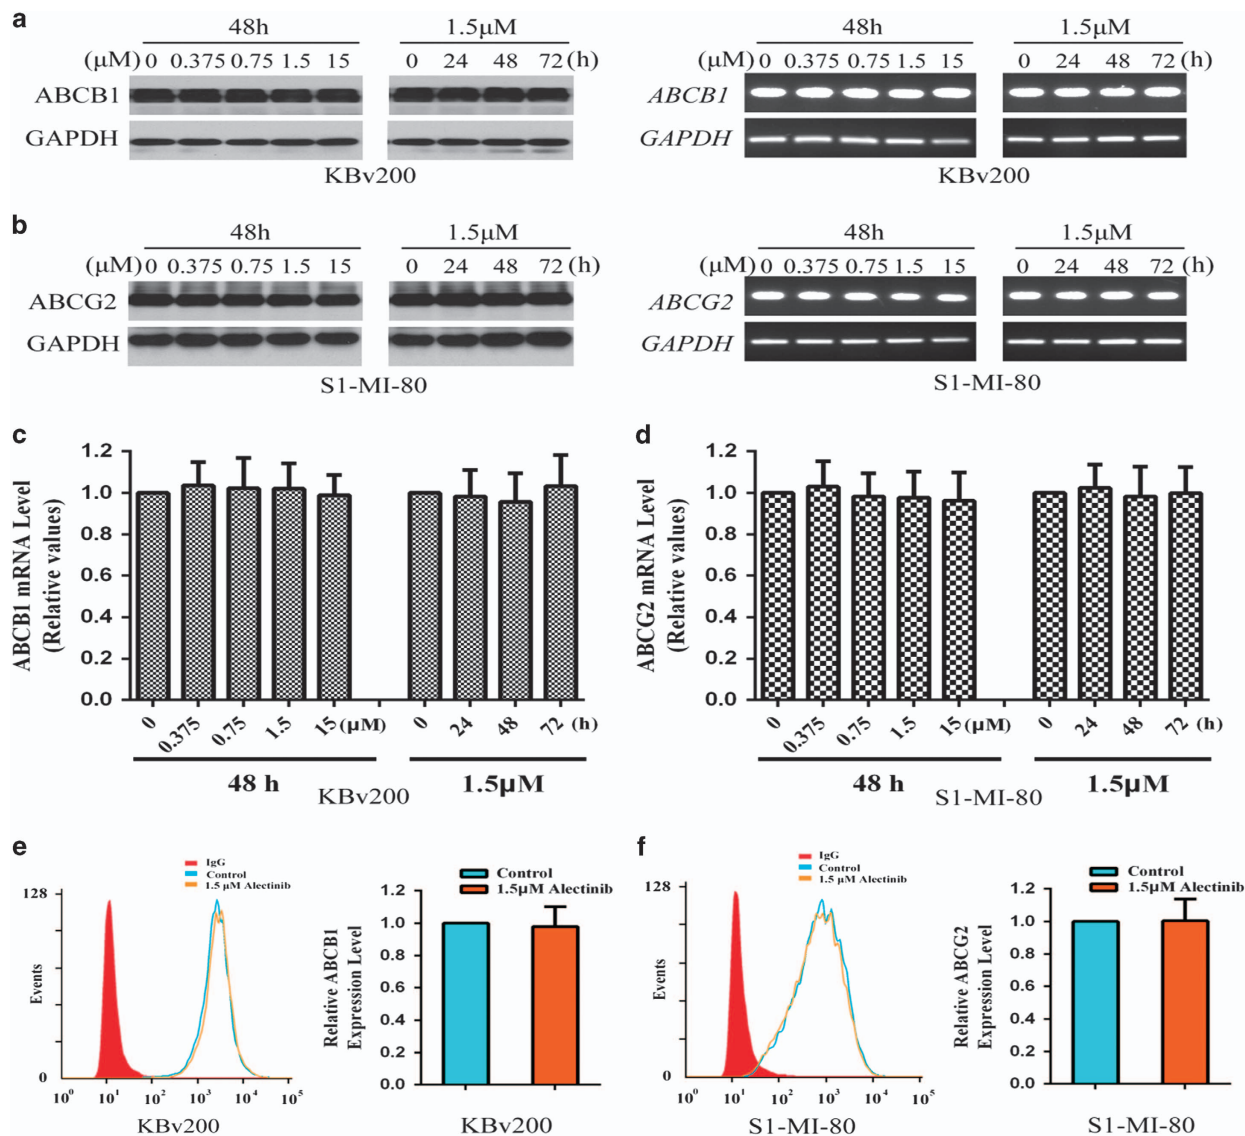 a
48h 1.5μM 48h 1.5μM
(μM) 0 0.375 0.75 1.5 15 0 24 48 72 (h) (μM) 0 0.375 0.75 1.5 15 0 24 48 72 (h)
ABCB1 ABCB1
GAPDH GAPDH
KBv200 KBv200
b
48h 1.5μM 48h 1.5μM
(μM) 0 0.375 0.75 1.5 15 0 24 48 72 (h) (μM) 0 0.375 0.75 1.5 15 0 24 48 72 (h)
ABCG2 ABCG2
GAPDH GAPDH
S1-MI-80 S1-MI-80
c
ABCB1 mRNA Level
(Relative values)
1.2
1.0
0.8
0.6
0.4
0.2
0.0
0 0.375 0.75 1.5 15 (μM) 0 24 48 72 (h)
48 h KBv200 1.5μM
d
ABCG2 mRNA Level
(Relative values)
1.2
1.0
0.8
0.6
0.4
0.2
0.0
0 0.375 0.75 1.5 15 (μM) 0 24 48 72 (h)
48 h S1-MI-80 1.5μM
e
IgG
Control
1.5 μM Alectinib
128
Events
0
10⁰ 10¹ 10² 10³ 10⁴ 10⁵
KBv200
Control
1.5μM Alectinib
Relative ABCB1
Expression Level
1.2
1.0
0.8
0.6
0.4
0.2
0.0
KBv200
f
IgG
Control
1.5 μM Alectinib
128
Events
0
10⁰ 10¹ 10² 10³ 10⁴ 10⁵
S1-MI-80
Control
1.5μM Alectinib
Relative ABCG2
Expression Level
1.2
1.0
0.8
0.6
0.4
0.2
0.0
S1-MI-80